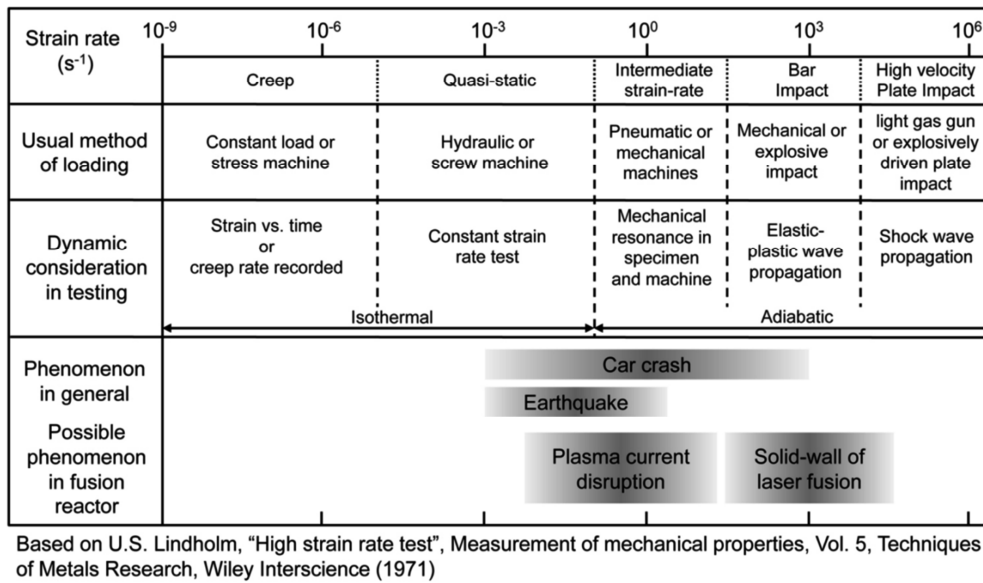 Strain rate
(s-1)
10-9
10-6
10-3
100
103
106
Creep
Quasi-static
Intermediate
strain-rate
Bar
Impact
High velocity
Plate Impact
Usual method
of loading
Constant load or
stress machine
Hydraulic or
screw machine
Pneumatic or
mechanical
machines
Mechanical or
explosive
impact
light gas gun
or explosively
driven plate
impact
Dynamic
consideration
in testing
Strain vs. time
or
creep rate recorded
Constant strain
rate test
Mechanical
resonance in
specimen
and machine
Elastic-
plastic wave
propagation
Shock wave
propagation
Isothermal
Adiabatic
Phenomenon
in general
Car crash
Earthquake
Possible
phenomenon
in fusion
reactor
Plasma current
disruption
Solid-wall of
laser fusion
Based on U.S. Lindholm, “High strain rate test”, Measurement of mechanical properties, Vol. 5, Techniques
of Metals Research, Wiley Interscience (1971)